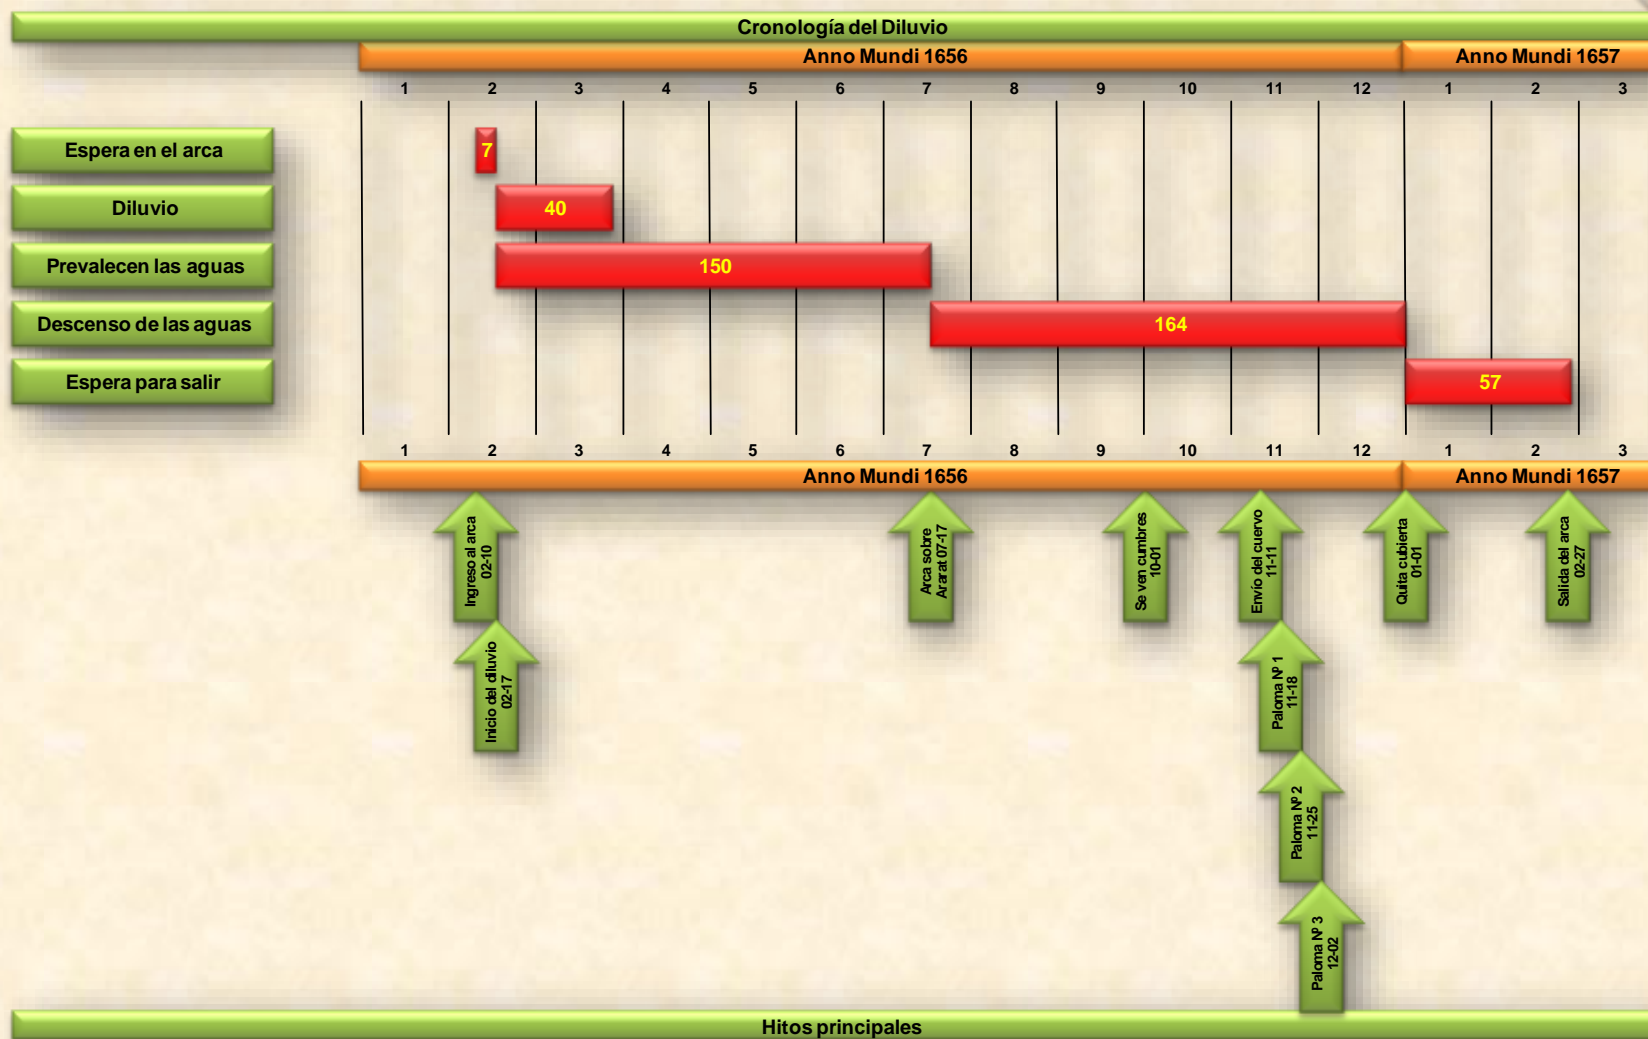 Cronología del Diluvio
Anno Mundi 1656 Anno Mundi 1657
1 2 3 4 5 6 7 8 9 10 11 12 1 2 3
Espera en el arca
7
Diluvio
40
Prevalecen las aguas
150
Descenso de las aguas
164
Espera para salir
57
1 2 3 4 5 6 7 8 9 10 11 12 1 2 3
Anno Mundi 1656 Anno Mundi 1657
Ingreso al arca
02-10
Arca sobre
Ararat 07-17
Se ven cumbres
10-01
Envío del cuervo
11-11
Quita cubierta
01-01
Salida del arca
02-27
Inicio del diluvio
02-17
Paloma Nº 1
11-18
Paloma Nº 2
11-25
Paloma Nº 3
12-02
Hitos principales